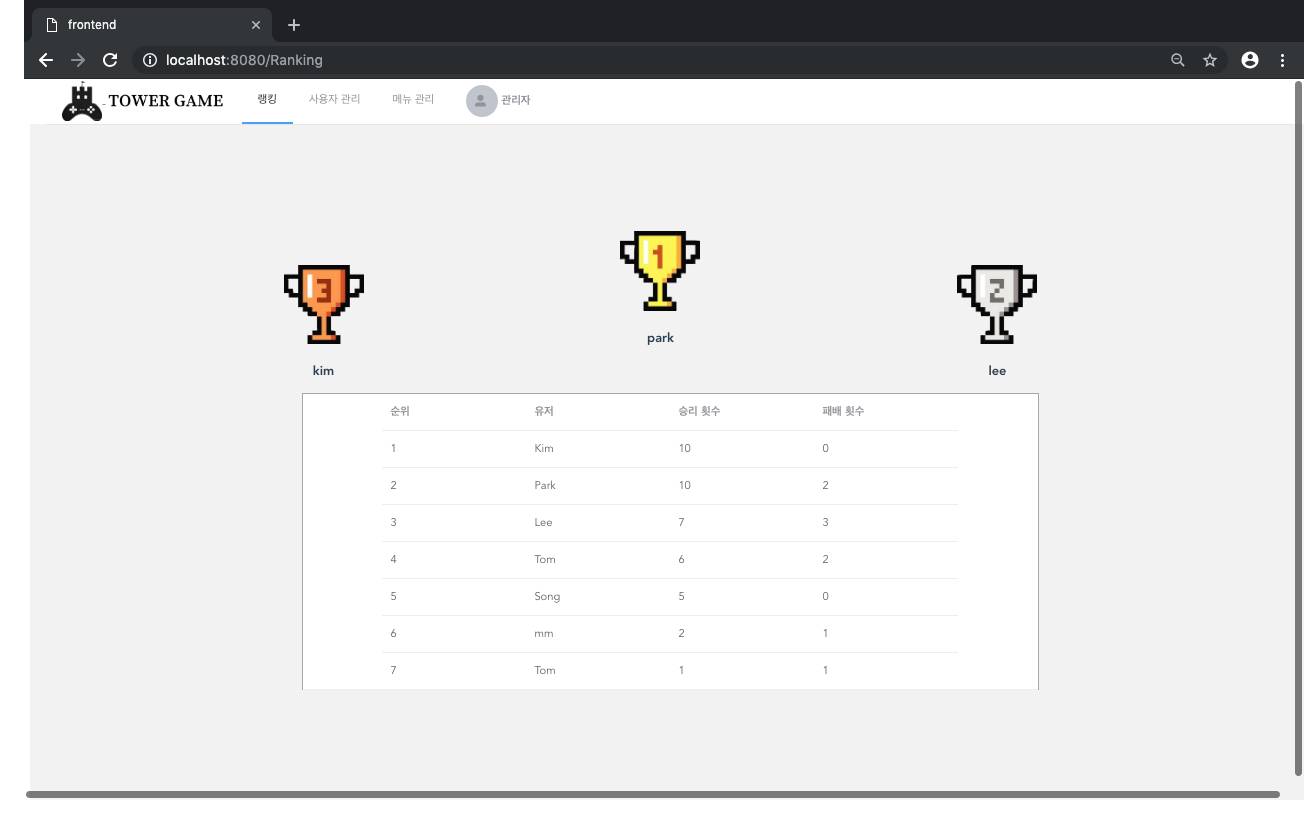 frontend
localhost:8080/Ranking
TOWER GAME 랭킹 사용자 관리 메뉴 관리 관리자
1
3
2
park
kim
lee
순위 유저 승리 횟수 패배 횟수
1 Kim 10 0
2 Park 10 2
3 Lee 7 3
4 Tom 6 2
5 Song 5 0
6 mm 2 1
7 Tom 1 1